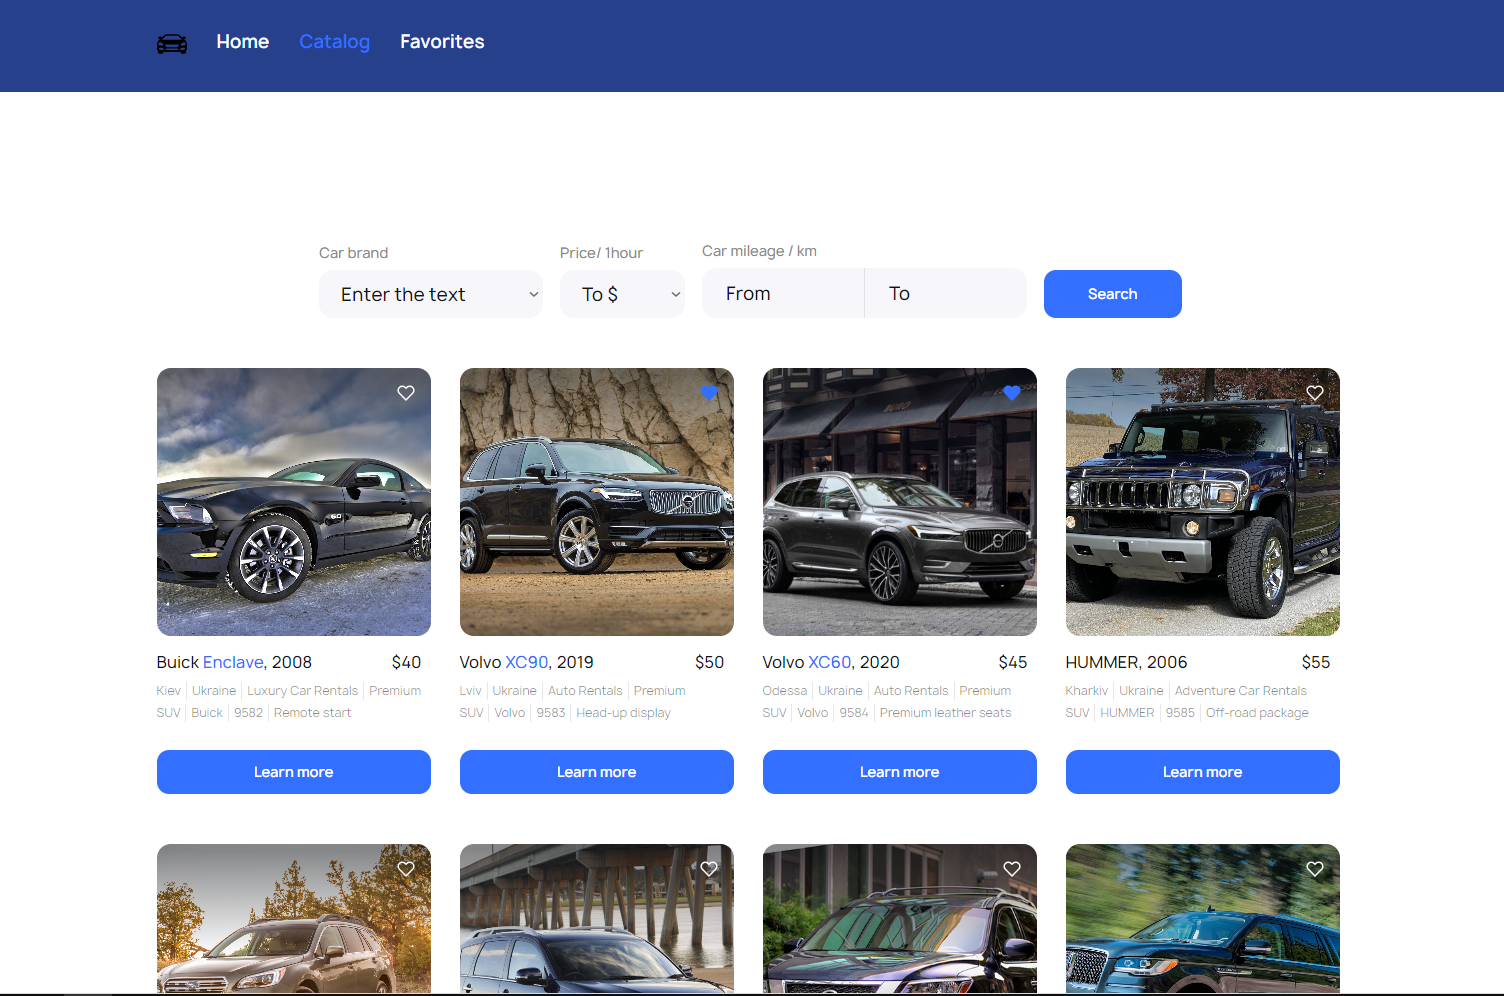 Home Catalog Favorites
Car brand Price/ 1hour Car mileage / km
Enter the text To $ From To Search
Buick Enclave, 2008 $40
Kiev Ukraine Luxury Car Rentals Premium
SUV Buick 9582 Remote start
Learn more
Volvo XC90, 2019 $50
Lviv Ukraine Auto Rentals Premium
SUV Volvo 9583 Head-up display
Learn more
Volvo XC60, 2020 $45
Odessa Ukraine Auto Rentals Premium
SUV Volvo 9584 Premium leather seats
Learn more
HUMMER, 2006 $55
Kharkiv Ukraine Adventure Car Rentals
SUV HUMMER 9585 Off-road package
Learn more